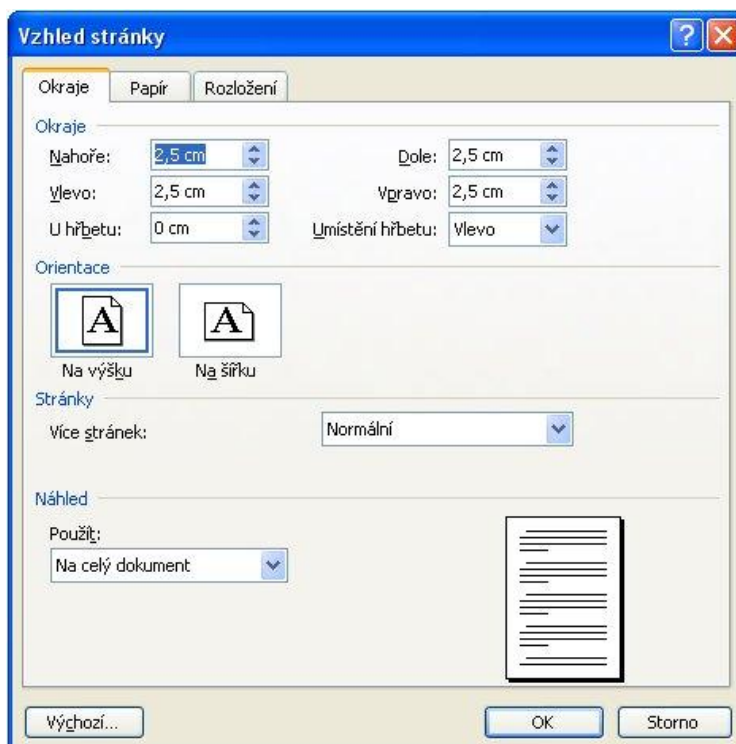 Vzhled stránky
Okraje Papír Rozložení
Okraje
Nahoře: 2,5 cm Dole: 2,5 cm
Vlevo: 2,5 cm Vpravo: 2,5 cm
U hřbetu: 0 cm Umístění hřbetu: Vlevo
Orientace
A A
Na výšku Na šířku
Stránky
Více stránek: Normální
Náhled
Použít:
Na celý dokument
Výchozí... OK Storno